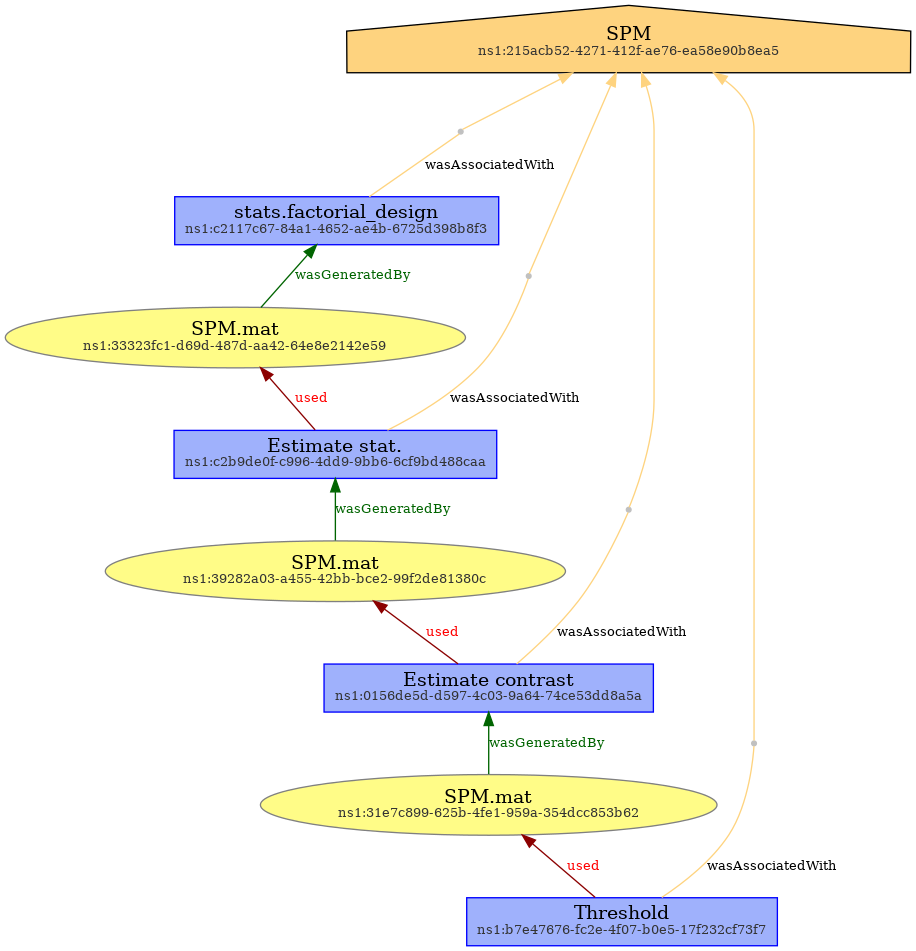 SPM
ns1:215acb52-4271-412f-ae76-ea58e90b8ea5
wasAssociatedWith
stats.factorial_design
ns1:c2117c67-84a1-4652-ae4b-6725d398b8f3
wasGeneratedBy
SPM.mat
ns1:33323fc1-d69d-487d-aa42-64e8e2142e59
used
wasAssociatedWith
Estimate stat.
ns1:c2b9de0f-c996-4dd9-9bb6-6cf9bd488caa
wasGeneratedBy
SPM.mat
ns1:39282a03-a455-42bb-bce2-99f2de81380c
used
wasAssociatedWith
Estimate contrast
ns1:0156de5d-d597-4c03-9a64-74ce53dd8a5a
wasGeneratedBy
SPM.mat
ns1:31e7c899-625b-4fe1-959a-354dcc853b62
used
wasAssociatedWith
Threshold
ns1:b7e47676-fc2e-4f07-b0e5-17f232cf73f7